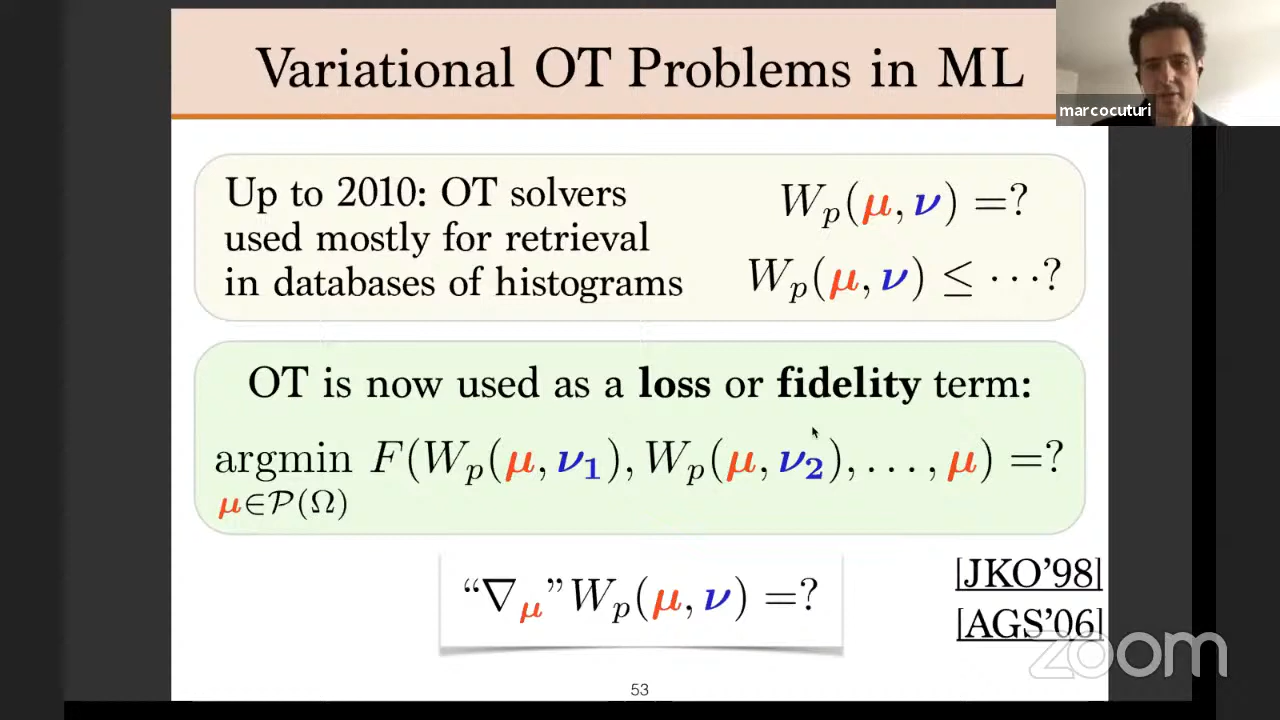 Variational OT Problems in ML
marcocuturi
Up to 2010: OT solvers
used mostly for retrieval
in databases of histograms
W_p(μ, ν) =?
W_p(μ, ν) ≤ ···?
OT is now used as a loss or fidelity term:
argmin F(W_p(μ, ν₁), W_p(μ, ν₂), …, μ) =?
μ∈𝒫(Ω)
“∇_μ” W_p(μ, ν) =?
[JKO’98]
[AGS’06]
zoom
53